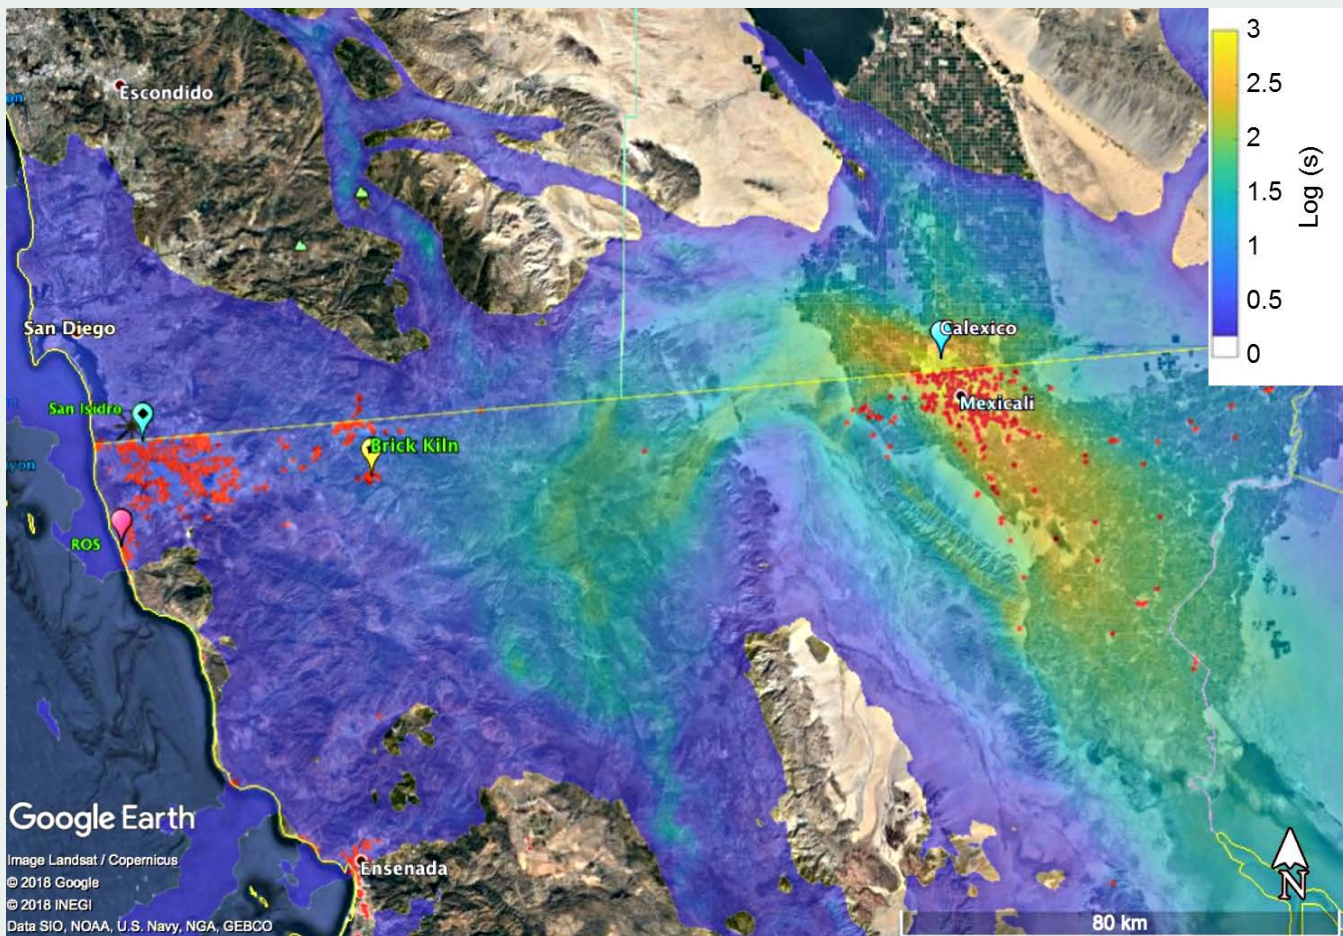 3
2.5
2
1.5
1
0.5
0
Log (s)
Escondido
on
San Diego
Calexico
San Isidro
Mexicali
Brick Kiln
yon
ROS
Google Earth
Image Landsat / Copernicus
© 2018 Google
© 2018 INEGI
Data SIO, NOAA, U.S. Navy, NGA, GEBCO
Ensenada
N
80 km